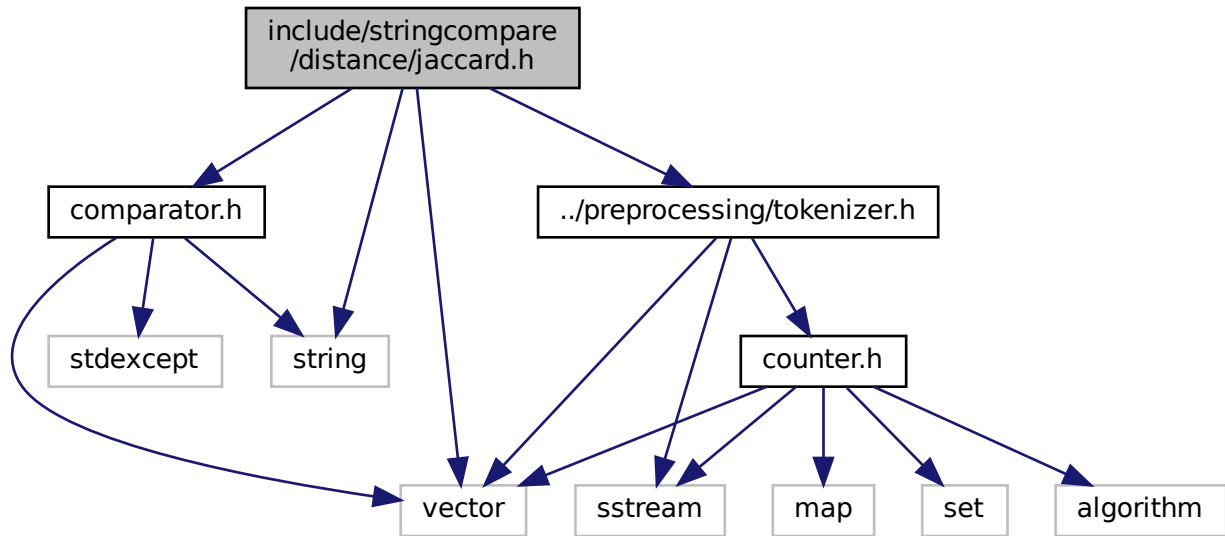 include/stringcompare
/distance/jaccard.h
comparator.h
../preprocessing/tokenizer.h
stdexcept
string
counter.h
vector
sstream
map
set
algorithm